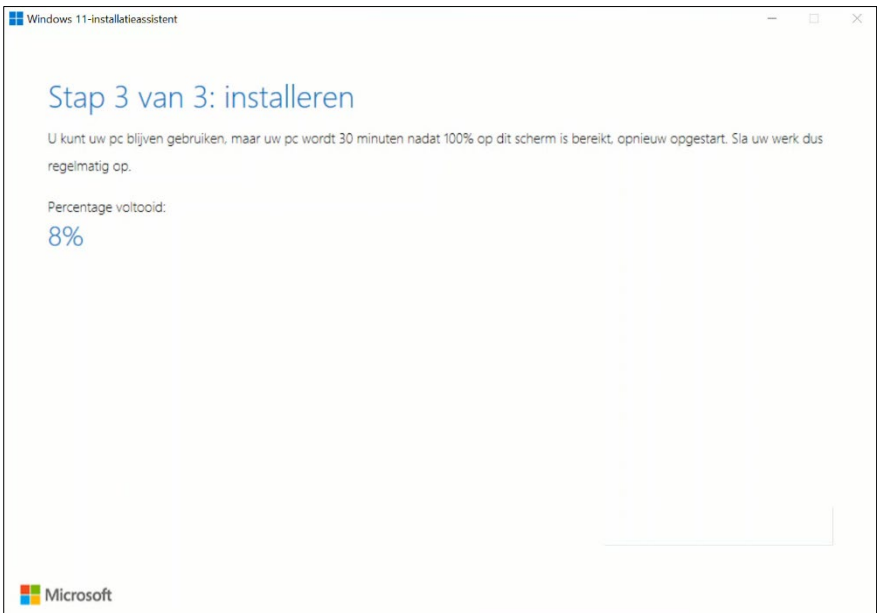 Windows 11-installatieassistent
Stap 3 van 3: installeren
U kunt uw pc blijven gebruiken, maar uw pc wordt 30 minuten nadat 100% op dit scherm is bereikt, opnieuw opgestart. Sla uw werk dus
regelmatig op.
Percentage voltooid:
8%
Microsoft